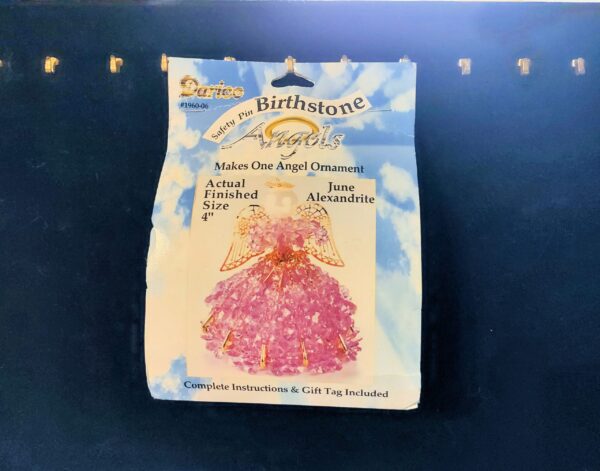 Darice
#1960-06
Safety Pin Birthstone
Angels
Makes One Angel Ornament
Actual
Finished
Size
4"
June
Alexandrite
Complete Instructions & Gift Tag Included